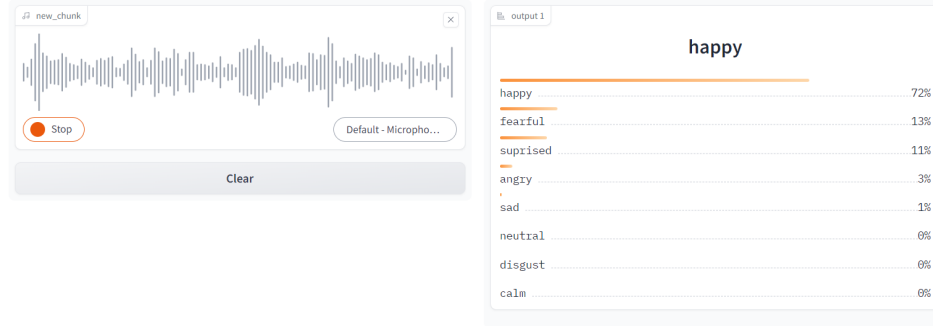 new_chunk
Stop
Default - Micropho...
Clear
output 1
happy
happy 72%
fearful 13%
suprised 11%
angry 3%
sad 1%
neutral 0%
disgust 0%
calm 0%